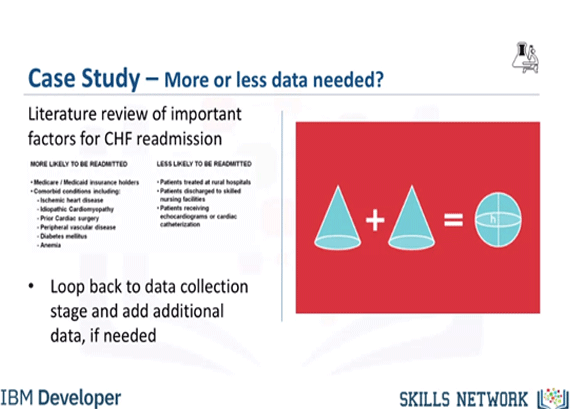 Case Study – More or less data needed?
Literature review of important
factors for CHF readmission
MORE LIKELY TO BE READMITTED
• Medicare / Medicaid insurance holders
• Comorbid conditions including:
- Ischemic heart disease
- Idiopathic Cardiomyopathy
- Prior Cardiac surgery
- Peripheral vascular disease
- Diabetes mellitus
- Anemia
LESS LIKELY TO BE READMITTED
• Patients treated at rural hospitals
• Patients discharged to skilled
nursing facilities
• Patients receiving
echocardiograms or cardiac
catheterization
• Loop back to data collection
stage and add additional
data, if needed
+ =
h
IBM Developer
SKILLS NETWORK